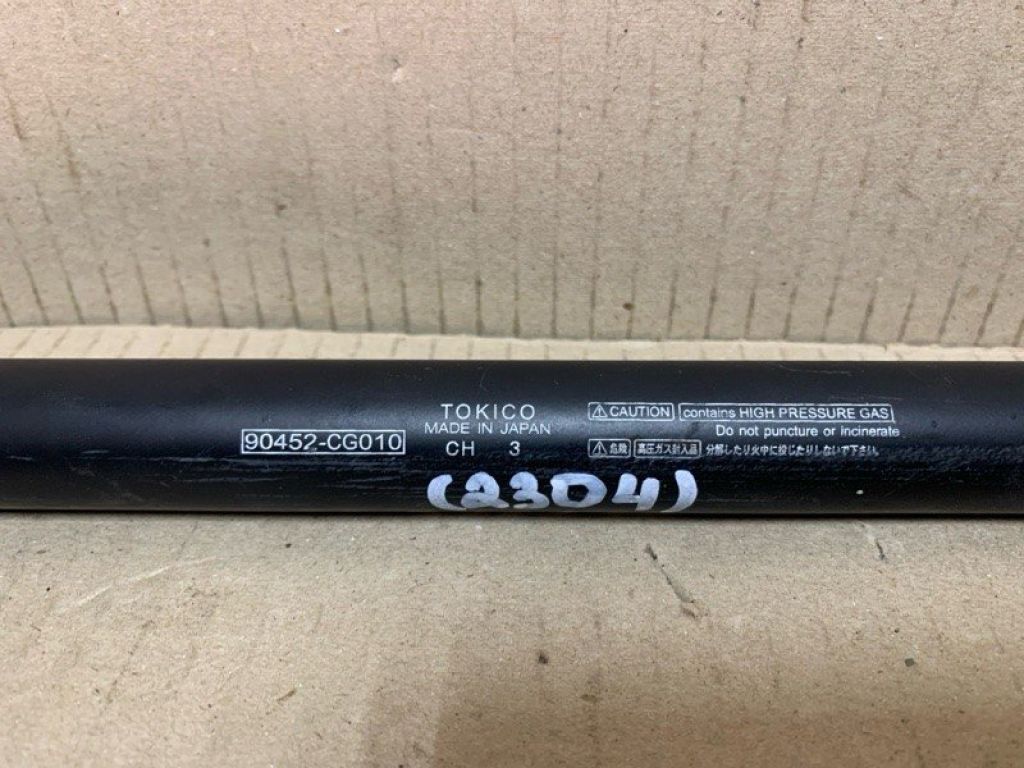 90452-CG010
TOKICO
MADE IN JAPAN
CH 3
⚠CAUTION contains HIGH PRESSURE GAS
Do not puncture or incinerate
⚠危険 高圧ガス封入品 分解したり火中に投じたりしないで下さい。
(2304)